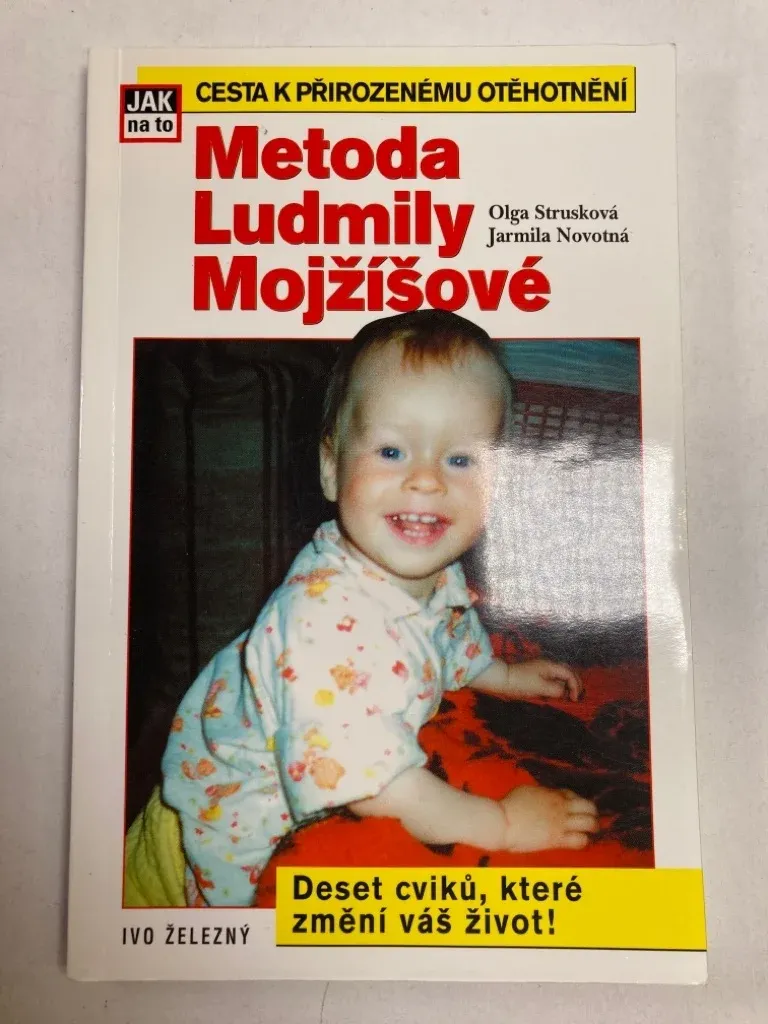 CESTA K PŘIROZENÉMU OTĚHOTNĚNÍ
JAK
na to
Metoda
Ludmily
Mojžíšové
Olga Strusková
Jarmila Novotná
Deset cviků, které
změní váš život!
IVO ŽELEZNÝ